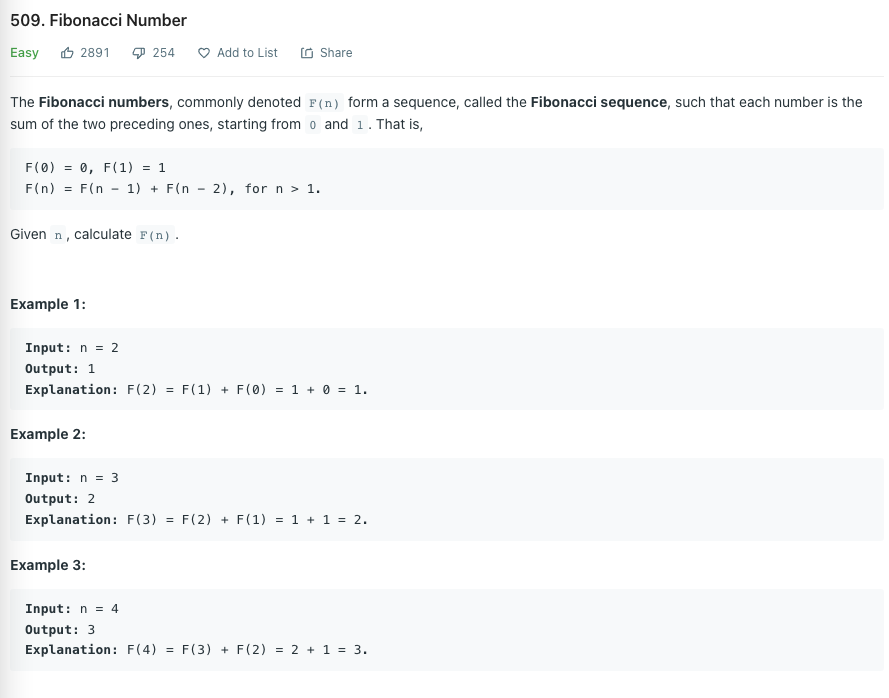 509. Fibonacci Number
Easy 2891 254 Add to List Share
The Fibonacci numbers, commonly denoted F(n) form a sequence, called the Fibonacci sequence, such that each number is the
sum of the two preceding ones, starting from 0 and 1. That is,
F(0) = 0, F(1) = 1
F(n) = F(n − 1) + F(n − 2), for n > 1.
Given n, calculate F(n).
Example 1:
Input: n = 2
Output: 1
Explanation: F(2) = F(1) + F(0) = 1 + 0 = 1.
Example 2:
Input: n = 3
Output: 2
Explanation: F(3) = F(2) + F(1) = 1 + 1 = 2.
Example 3:
Input: n = 4
Output: 3
Explanation: F(4) = F(3) + F(2) = 2 + 1 = 3.